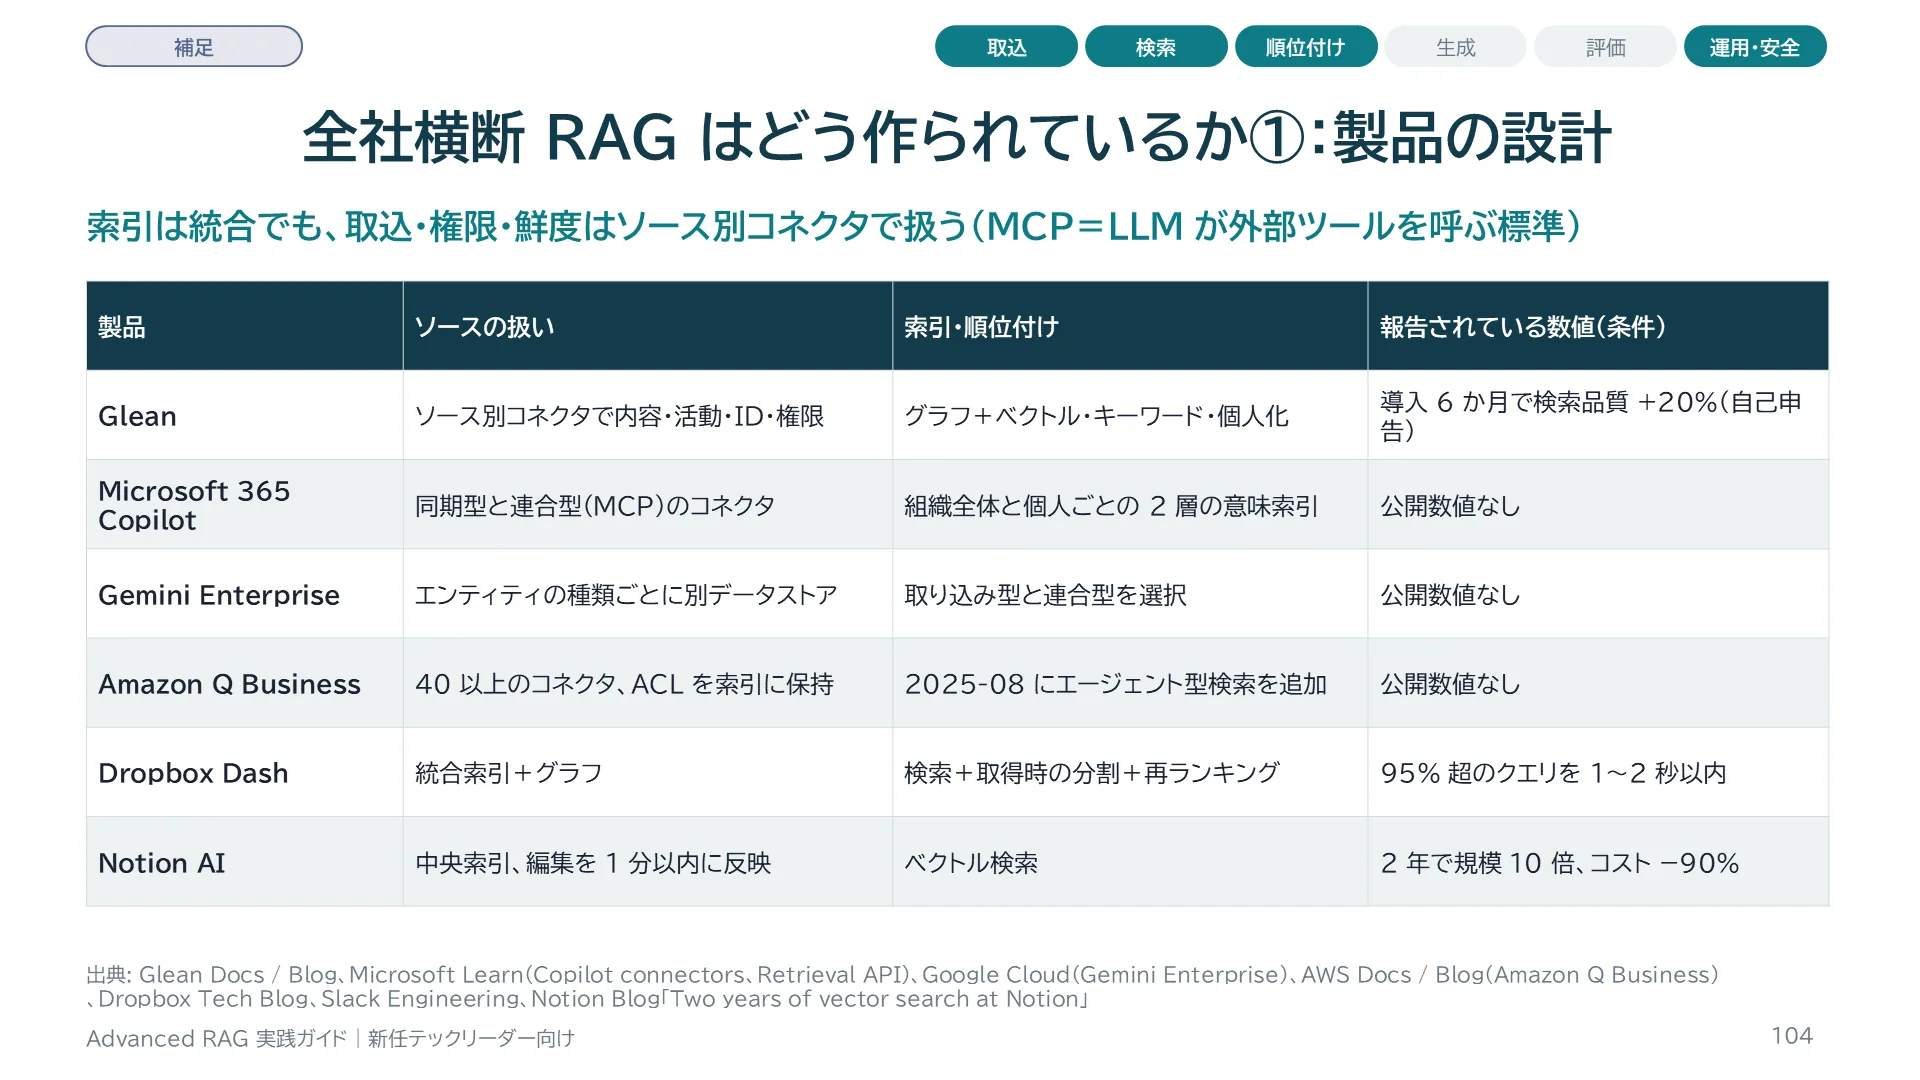 補足
取込
検索
順位付け
生成
評価
運用・安全
全社横断 RAG はどう作られているか①：製品の設計
索引は統合でも、取込・権限・鮮度はソース別コネクタで扱う（MCP＝LLM が外部ツールを呼ぶ標準）
製品
ソースの扱い
索引・順位付け
報告されている数値（条件）
Glean
ソース別コネクタで内容・活動・ID・権限
グラフ＋ベクトル・キーワード・個人化
導入 6 か月で検索品質 +20%（自己申
告）
Microsoft 365
Copilot
同期型と連合型（MCP）のコネクタ
組織全体と個人ごとの 2 層の意味索引
公開数値なし
Gemini Enterprise
エンティティの種類ごとに別データストア
取り込み型と連合型を選択
公開数値なし
Amazon Q Business
40 以上のコネクタ、ACL を索引に保持
2025-08 にエージェント型検索を追加
公開数値なし
Dropbox Dash
統合索引＋グラフ
検索＋取得時の分割＋再ランキング
95% 超のクエリを 1〜2 秒以内
Notion AI
中央索引、編集を 1 分以内に反映
ベクトル検索
2 年で規模 10 倍、コスト −90%
出典: Glean Docs / Blog、Microsoft Learn（Copilot connectors、Retrieval API）、Google Cloud（Gemini Enterprise）、AWS Docs / Blog（Amazon Q Business）
、Dropbox Tech Blog、Slack Engineering、Notion Blog「Two years of vector search at Notion」
Advanced RAG 実践ガイド｜新任テックリーダー向け
104